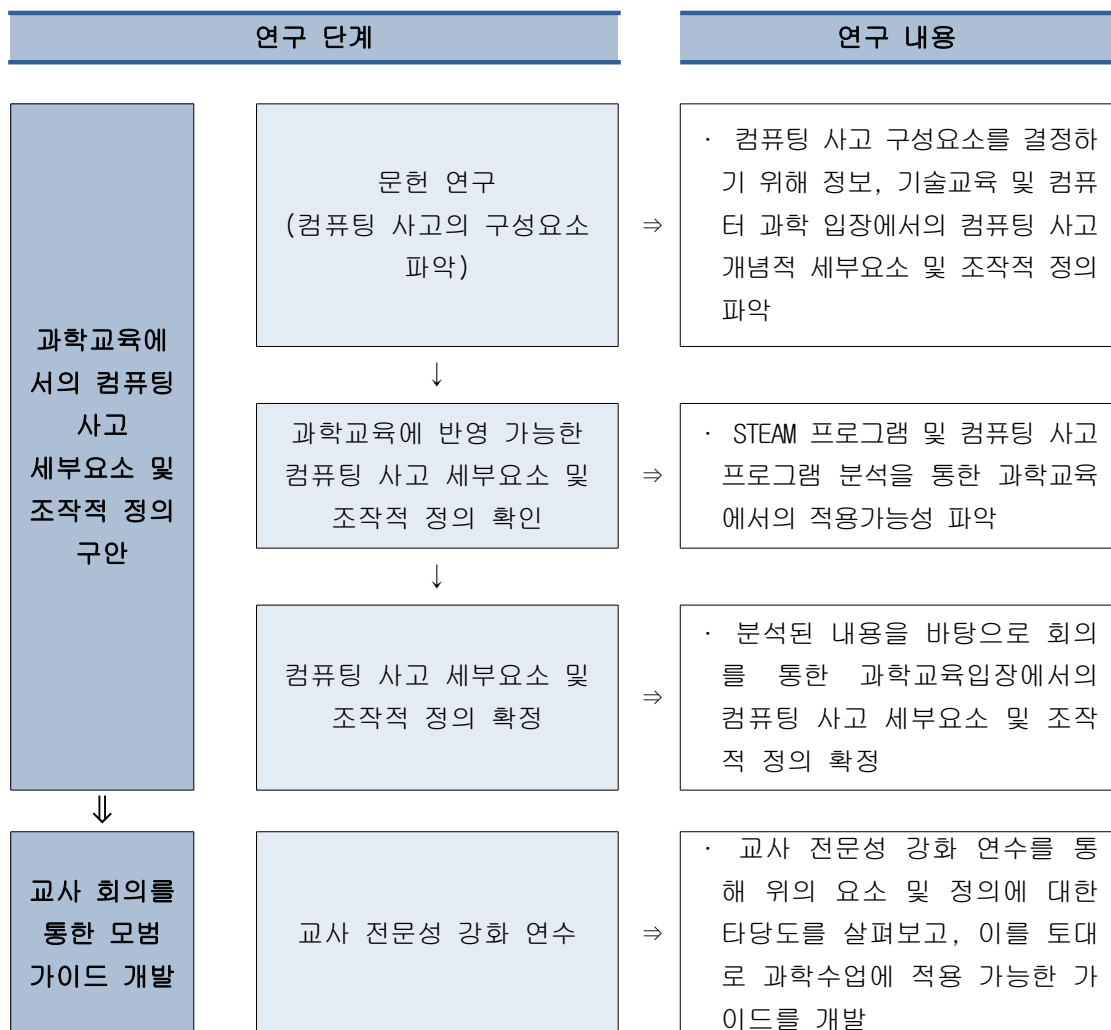 연구 단계
연구 내용
과학교육에
서의 컴퓨팅
사고
세부요소 및
조작적 정의
구안
문헌 연구
(컴퓨팅 사고의 구성요소
파악)
⇒
· 컴퓨팅 사고 구성요소를 결정하
기 위해 정보, 기술교육 및 컴퓨
터 과학 입장에서의 컴퓨팅 사고
개념적 세부요소 및 조작적 정의
파악
↓
과학교육에 반영 가능한
컴퓨팅 사고 세부요소 및
조작적 정의 확인
⇒
· STEAM 프로그램 및 컴퓨팅 사고
프로그램 분석을 통한 과학교육
에서의 적용가능성 파악
↓
컴퓨팅 사고 세부요소 및
조작적 정의 확정
⇒
· 분석된 내용을 바탕으로 회의
를 통한 과학교육입장에서의
컴퓨팅 사고 세부요소 및 조작
적 정의 확정
⇓
교사 회의를
통한 모범
가이드 개발
교사 전문성 강화 연수
⇒
· 교사 전문성 강화 연수를 통
해 위의 요소 및 정의에 대한
타당도를 살펴보고, 이를 토대
로 과학수업에 적용 가능한 가
이드를 개발